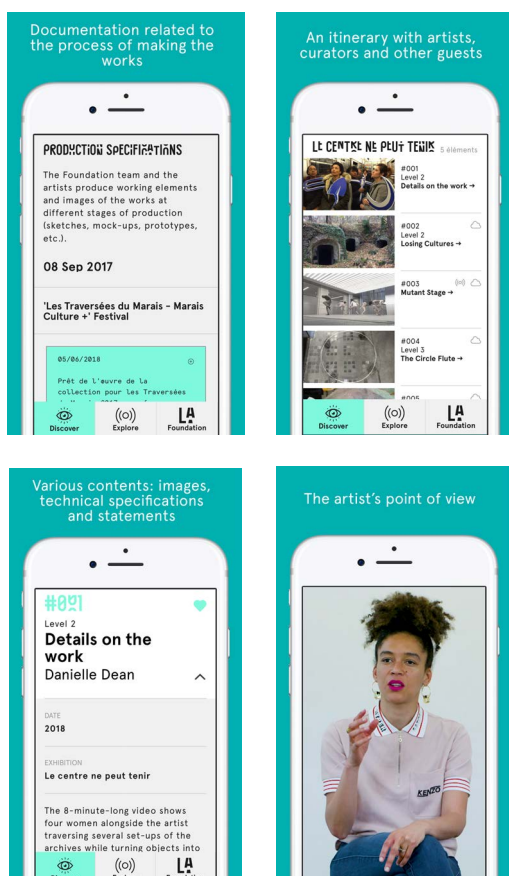 Documentation related to
the process of making the
works
PRODUCTION SPECIFICATIONS
The Foundation team and the
artists produce working elements
and images of the works at
different stages of production
(sketches, mock-ups, prototypes,
etc.).
08 Sep 2017
'Les Traversées du Marais - Marais
Culture +' Festival
05/06/2018
Prêt de l'œuvre de la
collection pour les Traversées
Discover
Explore
LA
Foundation
An itinerary with artists,
curators and other guests
LE CENTRE NE PEUT TENIR 5 éléments
#001
Level 2
Details on the work →
#002
Level 2
Losing Cultures →
#003
Mutant Stage →
#004
Level 3
The Circle Flute →
#005
Discover
Explore
LA
Foundation
Various contents: images,
technical specifications
and statements
#001
Level 2
Details on the
work
Danielle Dean
DATE
2018
EXHIBITION
Le centre ne peut tenir
The 8-minute-long video shows
four women alongside the artist
traversing several set-ups of the
archives while turning objects into
LA
The artist's point of view
KENZO